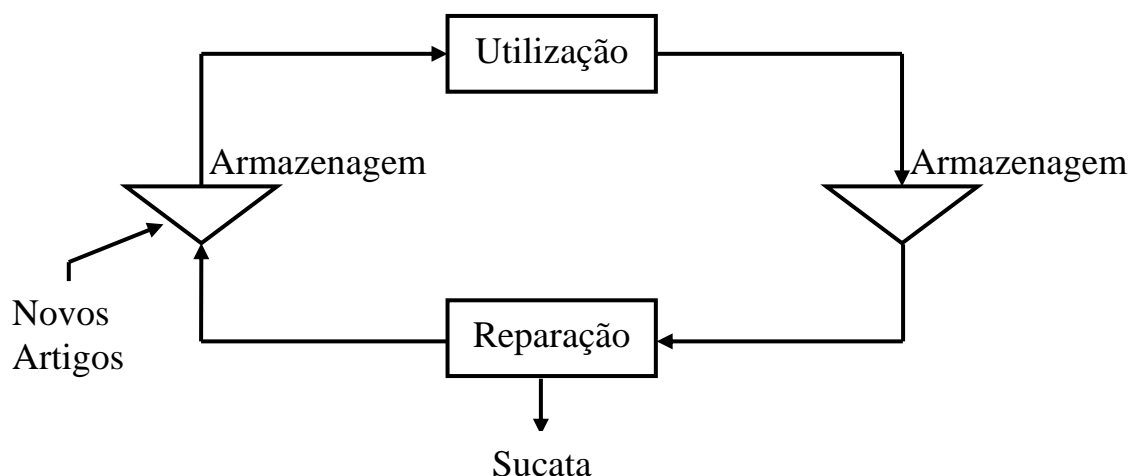 Utilização
Armazenagem
Armazenagem
Novos
Artigos
Reparação
Sucata